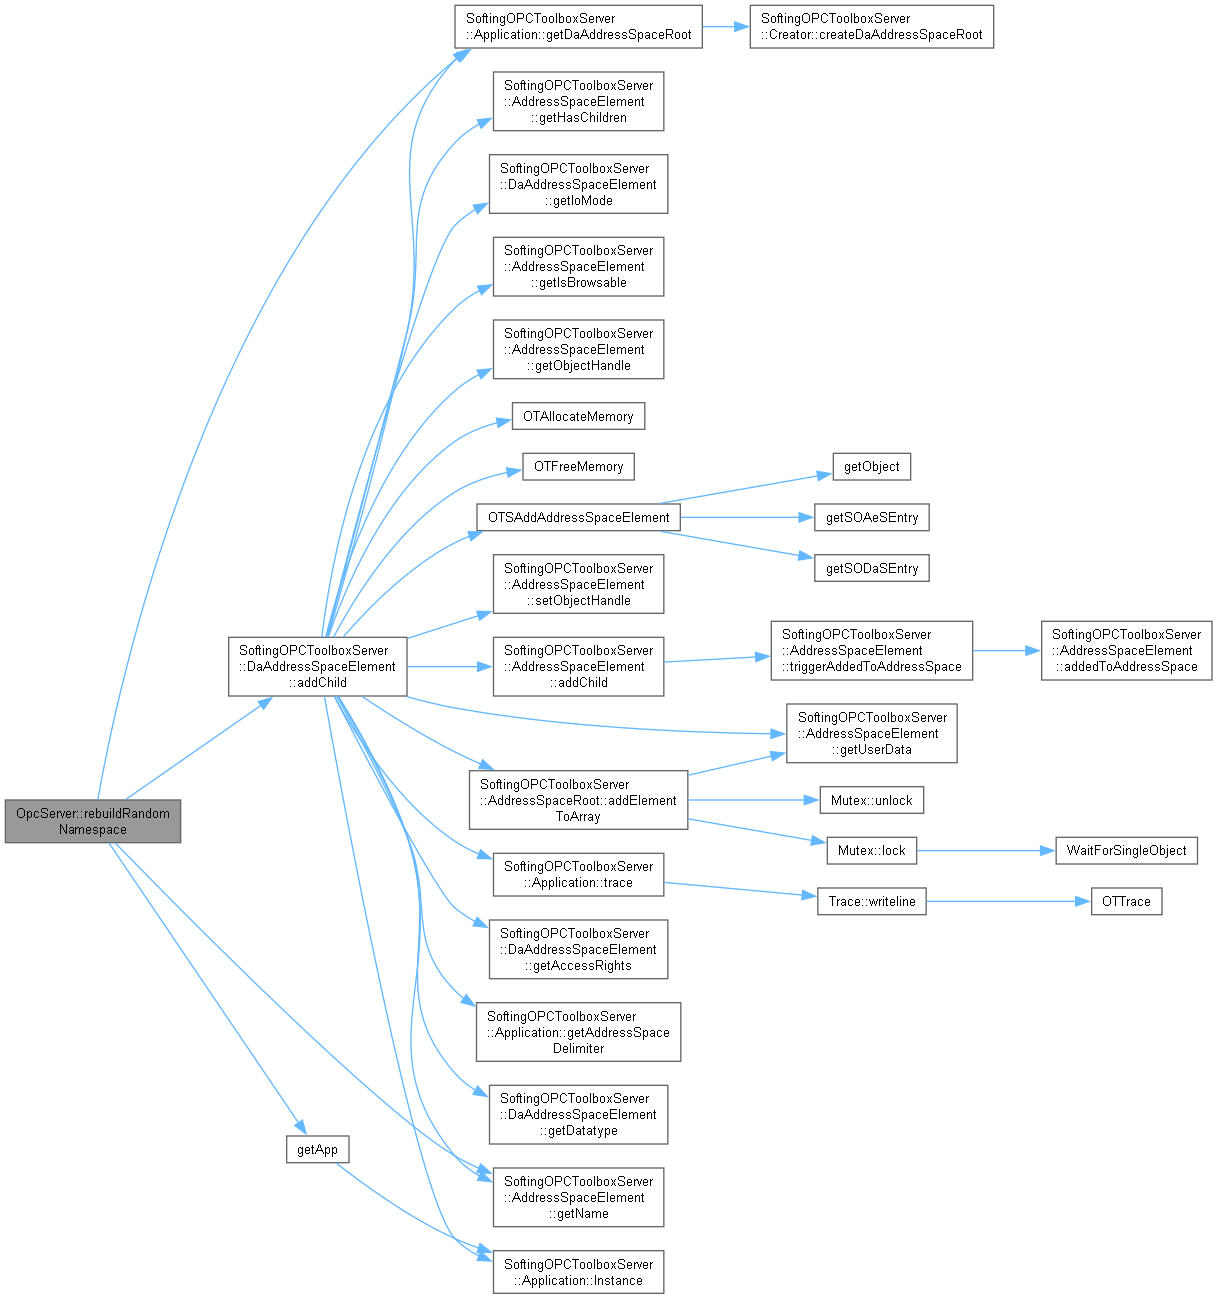 SoftingOPCToolboxServer
::Application::getDaAddressSpaceRoot
SoftingOPCToolboxServer
::Creator::createDaAddressSpaceRoot
SoftingOPCToolboxServer
::AddressSpaceElement
::getHasChildren
SoftingOPCToolboxServer
::DaAddressSpaceElement
::getIoMode
SoftingOPCToolboxServer
::AddressSpaceElement
::getIsBrowsable
SoftingOPCToolboxServer
::AddressSpaceElement
::getObjectHandle
OTAllocateMemory
OTFreeMemory
getObject
OTSAddAddressSpaceElement
getSOAeSEntry
getSODaSEntry
SoftingOPCToolboxServer
::AddressSpaceElement
::setObjectHandle
SoftingOPCToolboxServer
::DaAddressSpaceElement
::addChild
SoftingOPCToolboxServer
::AddressSpaceElement
::addChild
SoftingOPCToolboxServer
::AddressSpaceElement
::triggerAddedToAddressSpace
SoftingOPCToolboxServer
::AddressSpaceElement
::addedToAddressSpace
SoftingOPCToolboxServer
::AddressSpaceElement
::getUserData
SoftingOPCToolboxServer
::AddressSpaceRoot::addElement
ToArray
Mutex::unlock
OpcServer::rebuildRandom
Namespace
Mutex::lock
WaitForSingleObject
SoftingOPCToolboxServer
::Application::trace
Trace::writeline
OTTrace
SoftingOPCToolboxServer
::DaAddressSpaceElement
::getAccessRights
SoftingOPCToolboxServer
::Application::getAddressSpace
Delimiter
SoftingOPCToolboxServer
::DaAddressSpaceElement
::getDatatype
getApp
SoftingOPCToolboxServer
::AddressSpaceElement
::getName
SoftingOPCToolboxServer
::Application::Instance